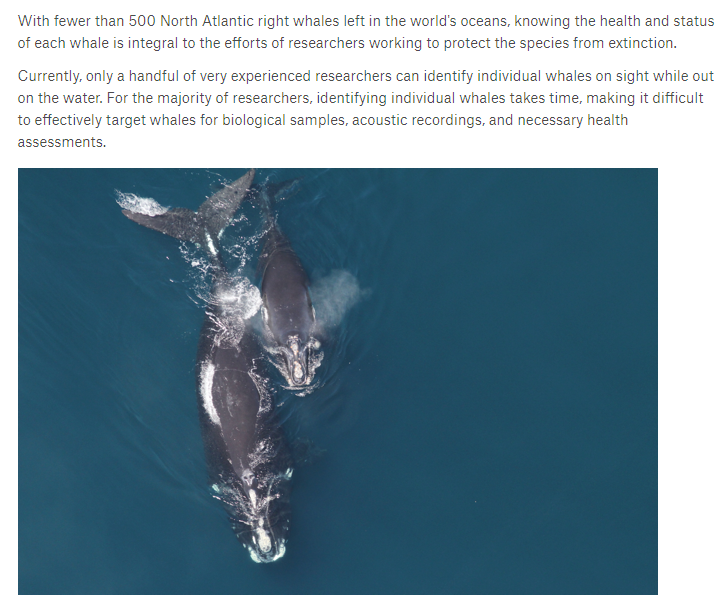 With fewer than 500 North Atlantic right whales left in the world's oceans, knowing the health and status
of each whale is integral to the efforts of researchers working to protect the species from extinction.
Currently, only a handful of very experienced researchers can identify individual whales on sight while out
on the water. For the majority of researchers, identifying individual whales takes time, making it difficult
to effectively target whales for biological samples, acoustic recordings, and necessary health
assessments.